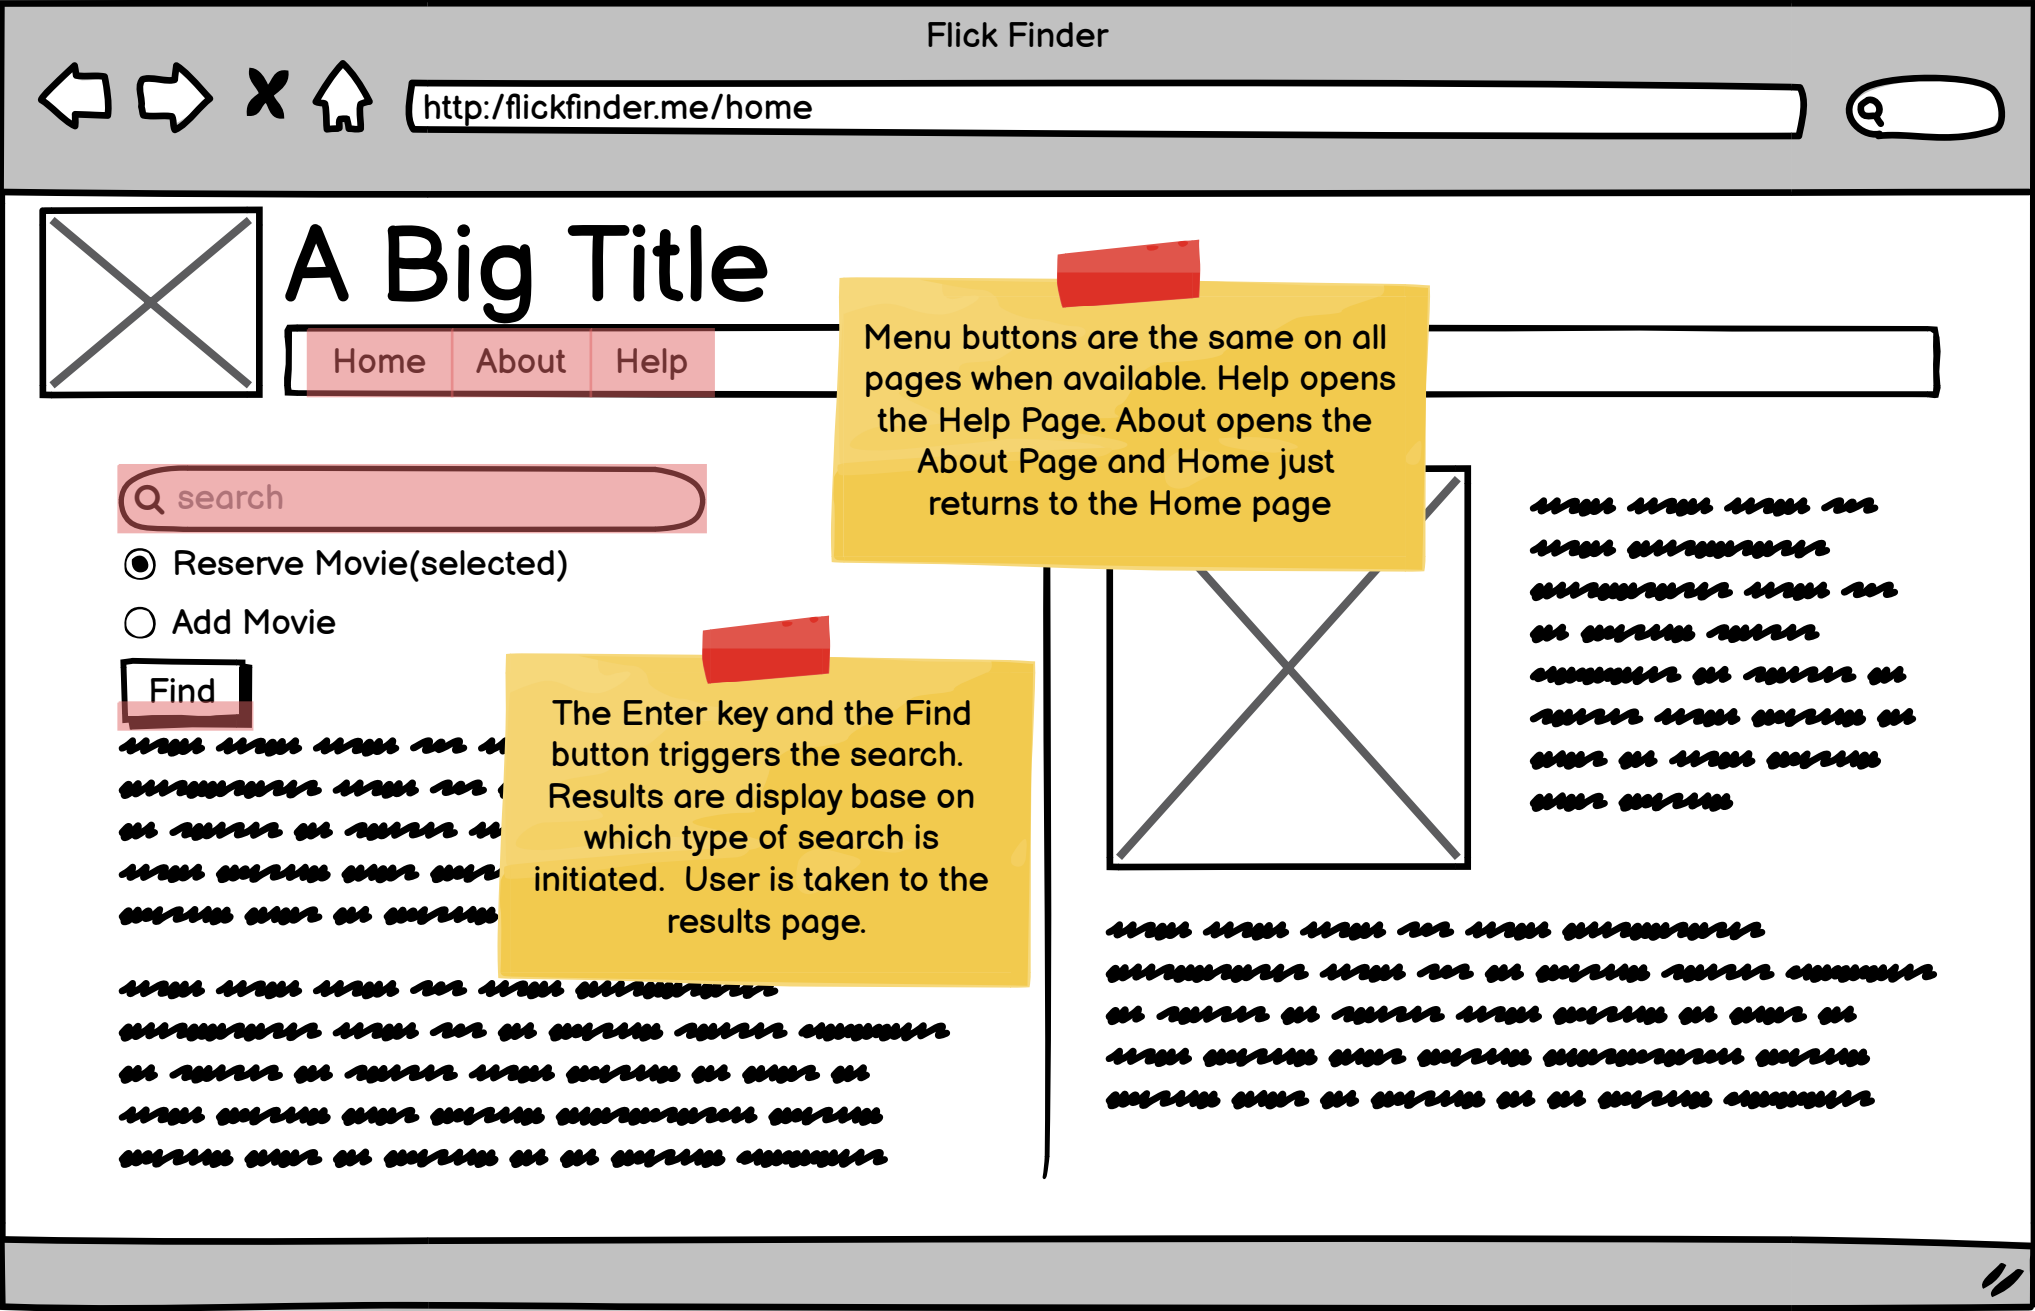 Flick Finder
http:/flickfinder.me/home
A Big Title
Home About Help
Menu buttons are the same on all
pages when available. Help opens
the Help Page. About opens the
About Page and Home just
returns to the Home page
search
Reserve Movie(selected)
Add Movie
Find
The Enter key and the Find
button triggers the search.
Results are display base on
which type of search is
initiated.  User is taken to the
results page.